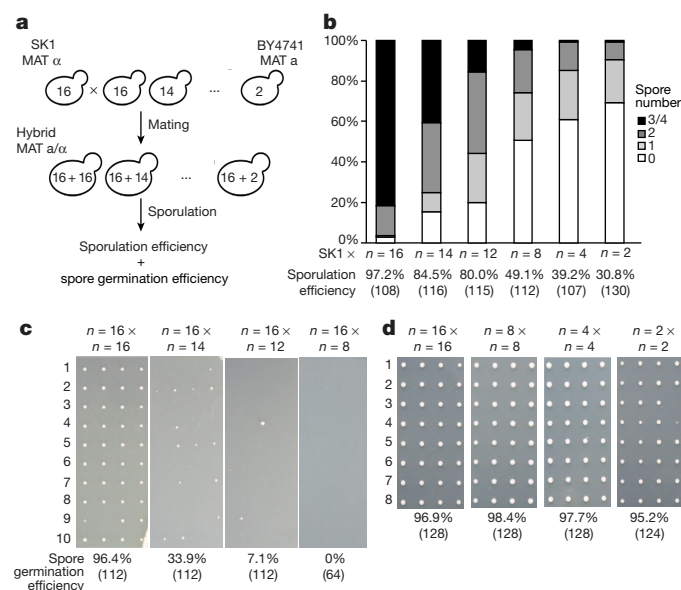 a
SK1
MAT α
BY4741
MAT a
16 × 16 14 ... 2
Mating
Hybrid
MAT a/α
16 + 16 16 + 14 ... 16 + 2
Sporulation
Sporulation efficiency
+
spore germination efficiency
b
100%
80%
60%
40%
20%
0%
Spore
number
3/4
2
1
0
SK1 × n = 16 n = 14 n = 12 n = 8 n = 4 n = 2
Sporulation 97.2% 84.5% 80.0% 49.1% 39.2% 30.8%
efficiency (108) (116) (115) (112) (107) (130)
c
n = 16 × n = 16 × n = 16 × n = 16 ×
n = 16 n = 14 n = 12 n = 8
1
2
3
4
5
6
7
8
9
10
Spore 96.4% 33.9% 7.1% 0%
germination (112) (112) (112) (64)
efficiency
d
n = 16 × n = 8 × n = 4 × n = 2 ×
n = 16 n = 8 n = 4 n = 2
1
2
3
4
5
6
7
8
96.9% 98.4% 97.7% 95.2%
(128) (128) (128) (124)